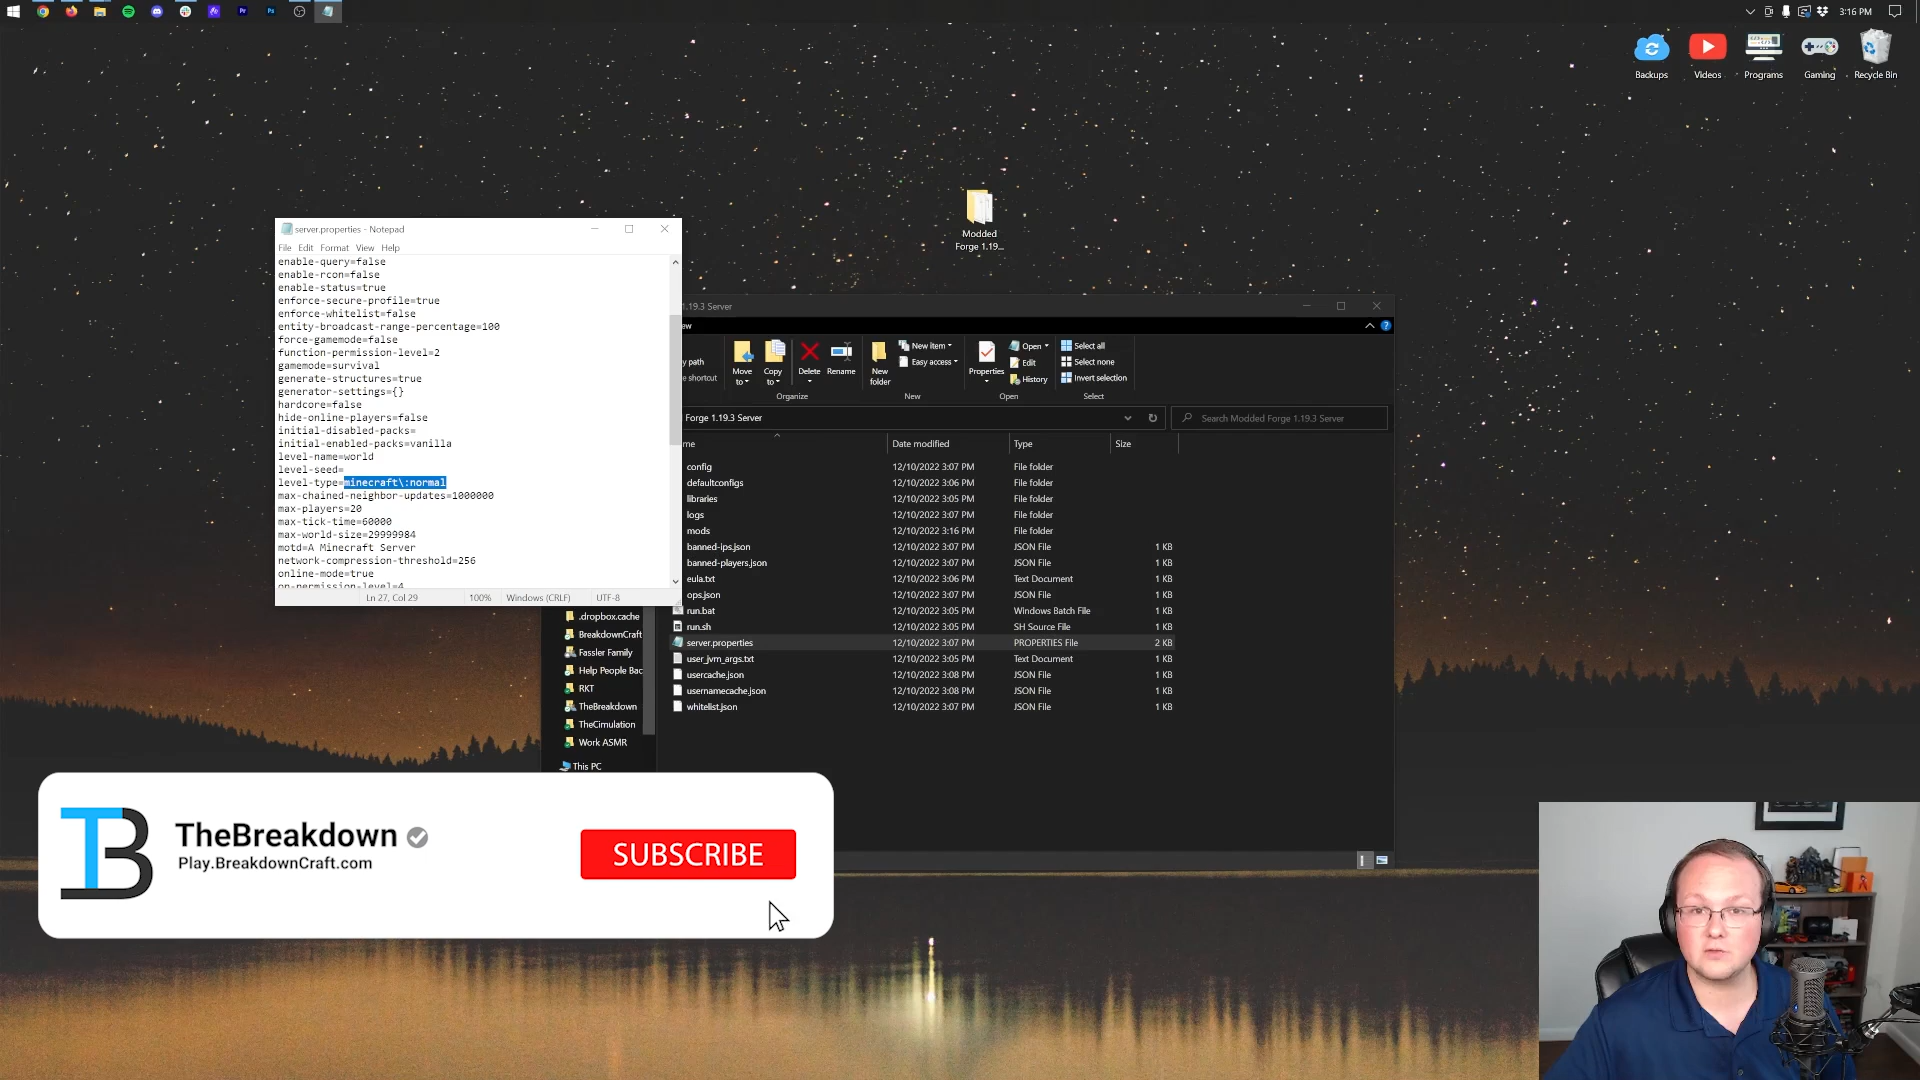 3:16 PM
Backups
Videos
Programs
Gaming
Recycle Bin
Modded
Forge 1.19...
server.properties - Notepad
File Edit Format View Help
enable-query=false
enable-rcon=false
enable-status=true
enforce-secure-profile=true
enforce-whitelist=false
entity-broadcast-range-percentage=100
force-gamemode=false
function-permission-level=2
gamemode=survival
generate-structures=true
generator-settings={}
hardcore=false
hide-online-players=false
initial-disabled-packs=
initial-enabled-packs=vanilla
level-name=world
level-seed=
level-type=minecraft\:normal
max-chained-neighbor-updates=1000000
max-players=20
max-tick-time=60000
max-world-size=29999984
motd=A Minecraft Server
network-compression-threshold=256
online-mode=true
op-permission-level=4
Ln 27, Col 29 100% Windows (CRLF) UTF-8
1.19.3 Server
ew
y path
e shortcut
Move to
Copy to
Delete
Rename
New folder
New item
Easy access
Properties
Open
Edit
History
Select all
Select none
Invert selection
Organize New Open Select
Forge 1.19.3 Server
Search Modded Forge 1.19.3 Server
me Date modified Type Size
config 12/10/2022 3:07 PM File folder
defaultconfigs 12/10/2022 3:06 PM File folder
libraries 12/10/2022 3:05 PM File folder
logs 12/10/2022 3:07 PM File folder
mods 12/10/2022 3:16 PM File folder
banned-ips.json 12/10/2022 3:07 PM JSON File 1 KB
banned-players.json 12/10/2022 3:07 PM JSON File 1 KB
eula.txt 12/10/2022 3:06 PM Text Document 1 KB
ops.json 12/10/2022 3:07 PM JSON File 1 KB
run.bat 12/10/2022 3:05 PM Windows Batch File 1 KB
run.sh 12/10/2022 3:05 PM SH Source File 1 KB
server.properties 12/10/2022 3:07 PM PROPERTIES File 2 KB
user_jvm_args.txt 12/10/2022 3:05 PM Text Document 1 KB
usercache.json 12/10/2022 3:08 PM JSON File 1 KB
usernamecache.json 12/10/2022 3:08 PM JSON File 1 KB
whitelist.json 12/10/2022 3:07 PM JSON File 1 KB
.dropbox.cache
BreakdownCraft
Fassler Family
Help People Bac
RKT
TheBreakdown
TheCimulation
Work ASMR
This PC
TB
TheBreakdown
Play.BreakdownCraft.com
SUBSCRIBE